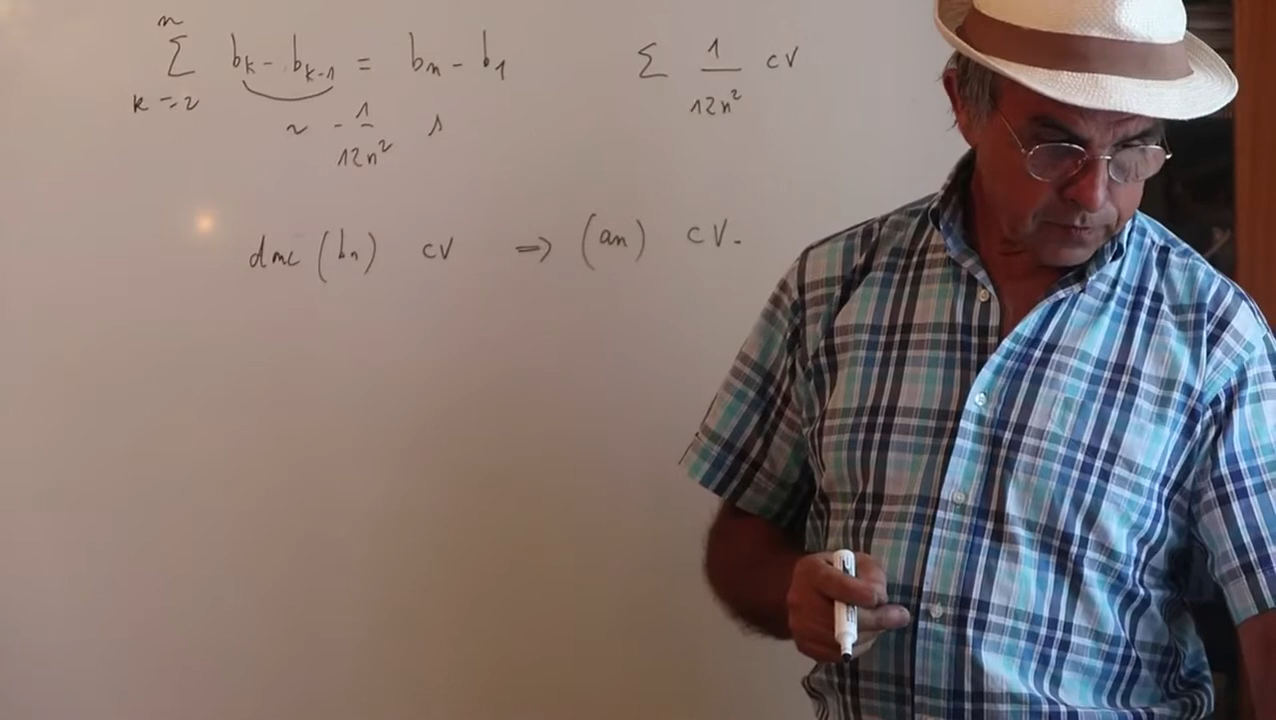 n
∑ b_k - b_{k-1} = b_n - b_1    ∑ 1/(12n²) CV
k=2
~ - 1/(12n²)
donc (b_n) CV ⇒ (a_n) CV.